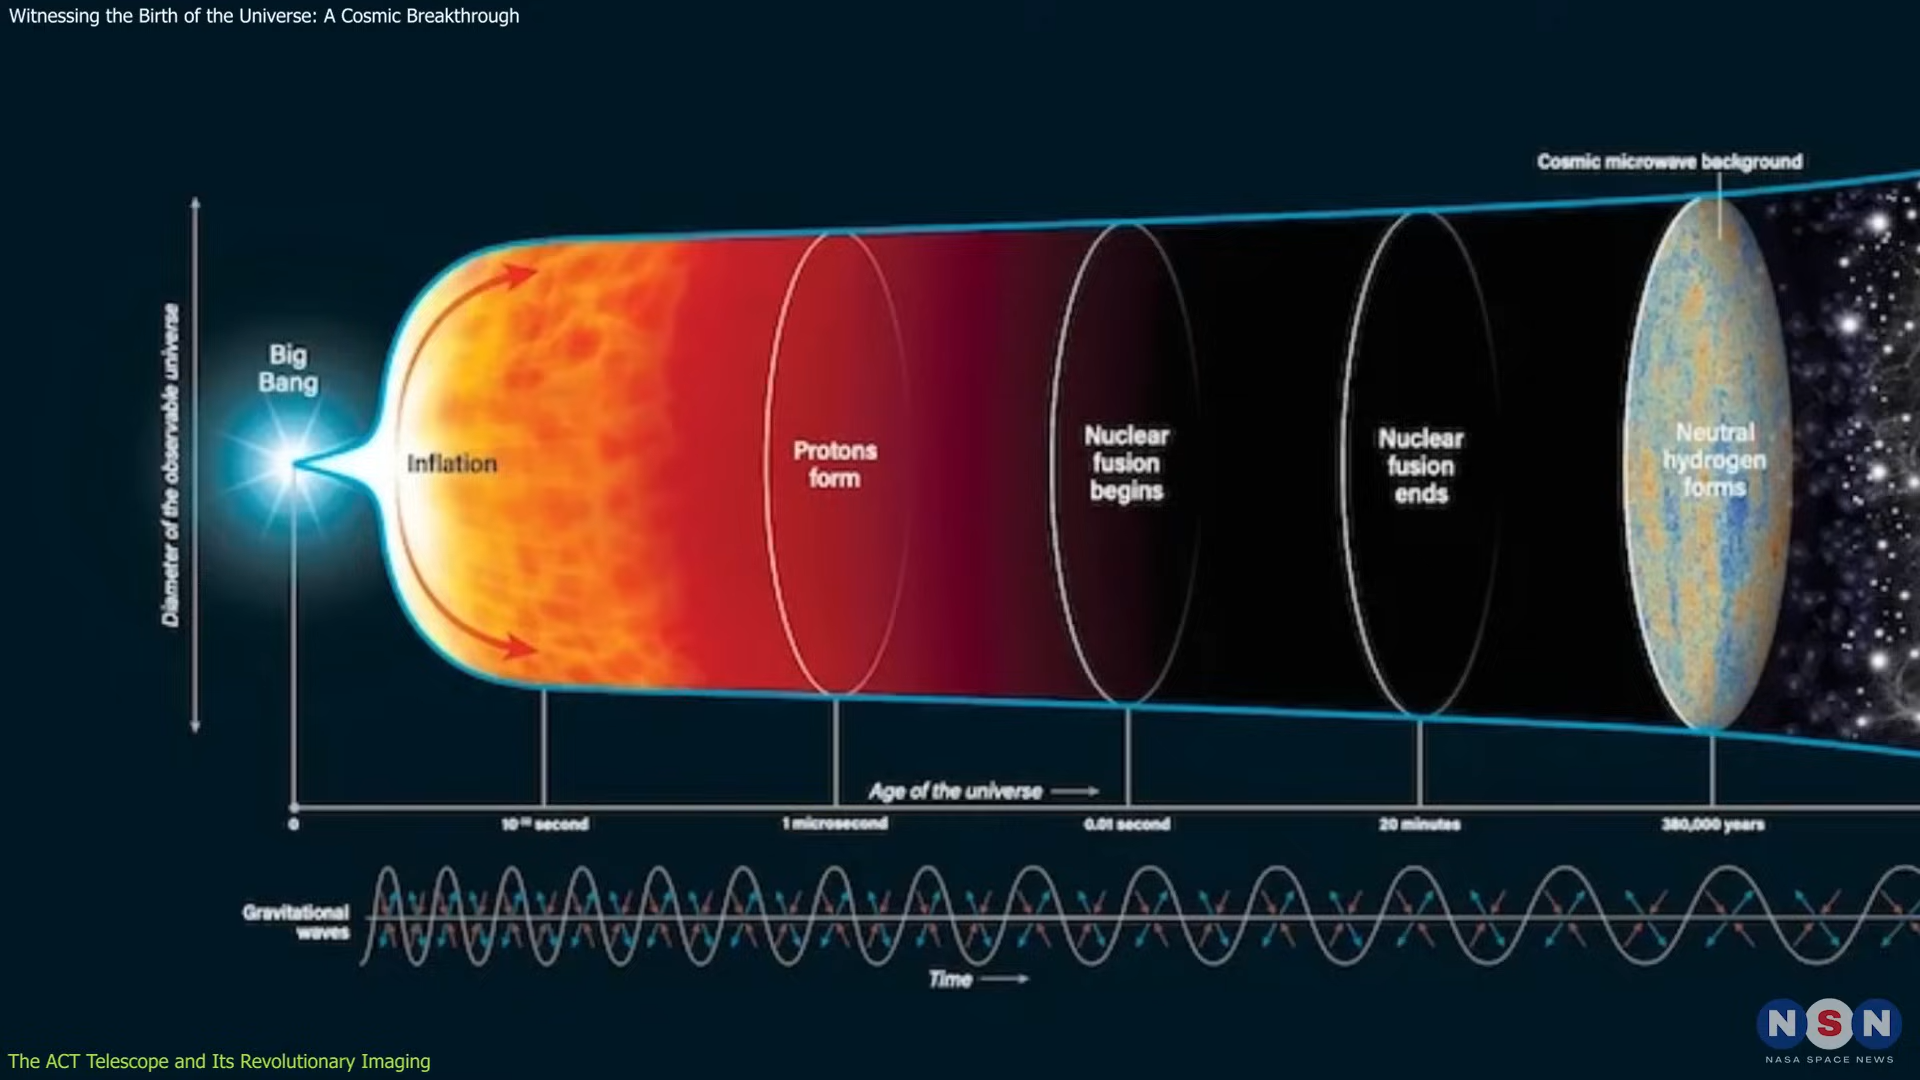 Witnessing the Birth of the Universe: A Cosmic Breakthrough
Cosmic microwave background
Diameter of the observable universe
Big
Bang
Inflation
Protons
form
Nuclear
fusion
begins
Nuclear
fusion
ends
Neutral
hydrogen
forms
Age of the universe
0
second
1 microsecond
0.01 second
20 minutes
380,000 years
Gravitational
waves
Time
NSN
NASA SPACE NEWS
The ACT Telescope and Its Revolutionary Imaging